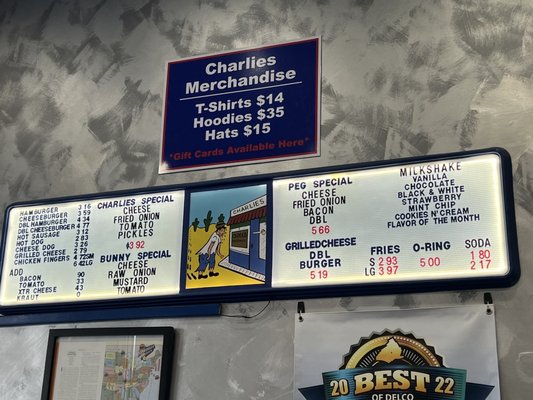 Charlies
Merchandise
T-Shirts $14
Hoodies $35
Hats $15
*Gift Cards Available Here*
HAMBURGER 3 16
CHEESEBURGER 3 59
DBL HAMBURGER 4 34
DBL CHEESEBURGER 4 77
HOT SAUSAGE 3 12
HOT DOG 2 83
CHEESE DOG 3 26
GRILLED CHEESE 2 79
CHICKEN FINGERS 4 72SM
6 42LG
ADD
BACON 90
TOMATO 33
XTR CHEESE 43
KRAUT 0
CHARLIES SPECIAL
CHEESE
FRIED ONION
TOMATO
PICKLES
3 92
BUNNY SPECIAL
CHEESE
RAW ONION
MUSTARD
TOMATO
CHARLIES
PEG SPECIAL
CHEESE
FRIED ONION
BACON
DBL
5 66
GRILLEDCHEESE
DBL
BURGER
5 19
MILKSHAKE
VANILLA
CHOCOLATE
BLACK & WHITE
STRAWBERRY
MINT CHIP
COOKIES N'CREAM
FLAVOR OF THE MONTH
FRIES
S 2 93
LG 3 97
O-RING
5 00
SODA
1 80
2 17
20 BEST 22
OF DELCO